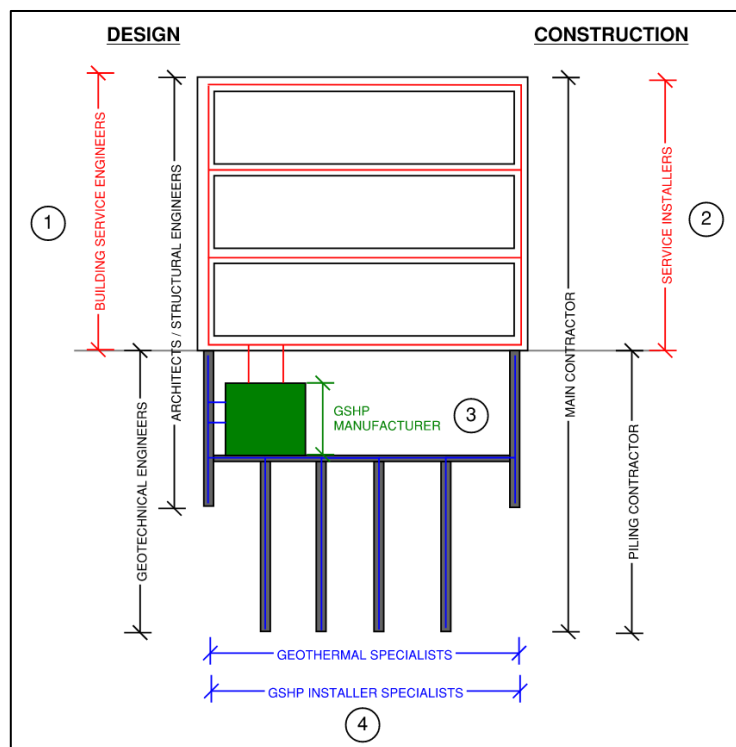 DESIGN
CONSTRUCTION
BUILDING SERVICE ENGINEERS
ARCHITECTS / STRUCTURAL ENGINEERS
GEOTECHNICAL ENGINEERS
1
MAIN CONTRACTOR
SERVICE INSTALLERS
2
PILING CONTRACTOR
GSHP
MANUFACTURER
3
GEOTHERMAL SPECIALISTS
GSHP INSTALLER SPECIALISTS
4